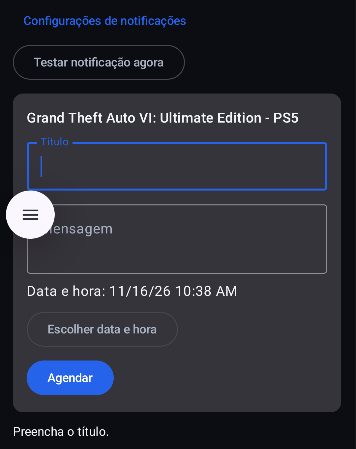 Configurações de notificações
Testar notificação agora
Grand Theft Auto VI: Ultimate Edition - PS5
Título
Mensagem
Data e hora: 11/16/26 10:38 AM
Escolher data e hora
Agendar
Preencha o título.